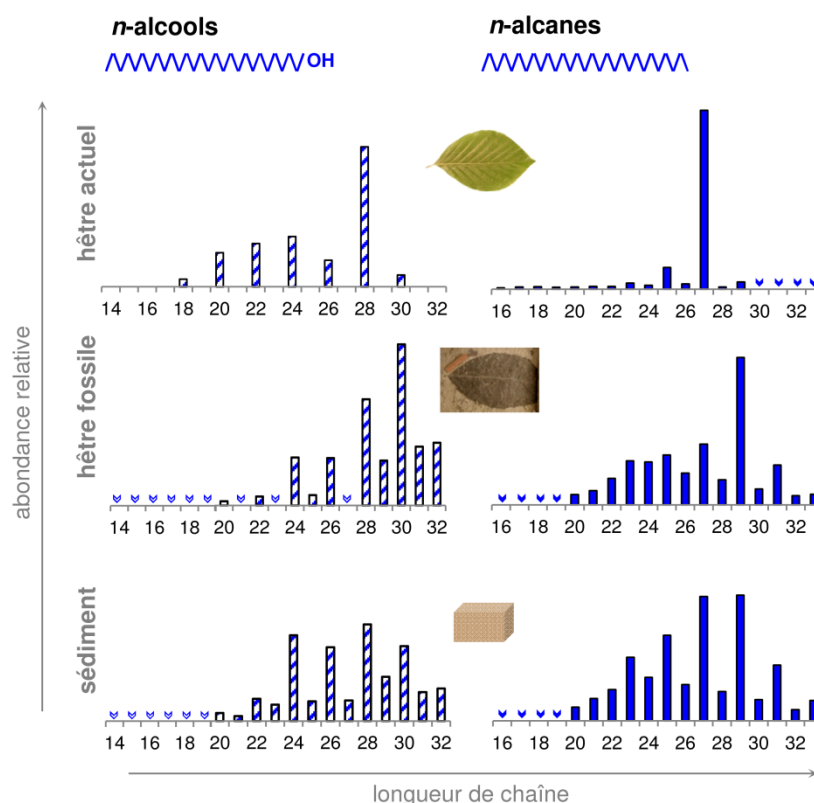 n-alcools
n-alcanes
OH
abondance relative
hêtre actuel
14 16 18 20 22 24 26 28 30 32
16 18 20 22 24 26 28 30 32
hêtre fossile
14 16 18 20 22 24 26 28 30 32
16 18 20 22 24 26 28 30 32
sédiment
14 16 18 20 22 24 26 28 30 32
16 18 20 22 24 26 28 30 32
longueur de chaîne